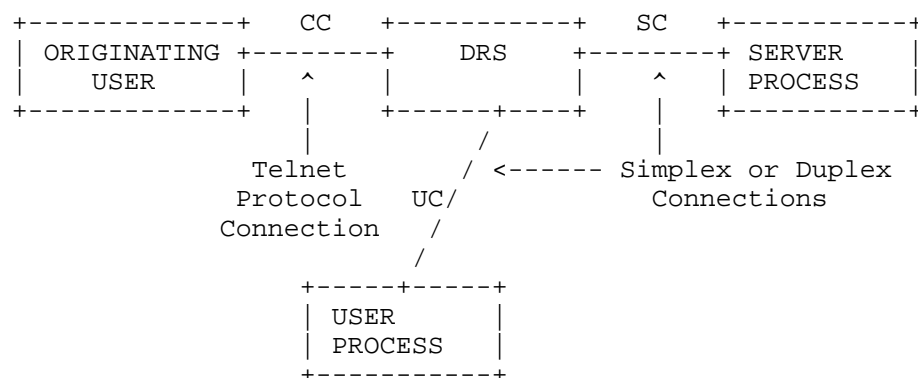 +-------------+ CC +-----------+ SC +-----------+
| ORIGINATING +--------+ DRS +--------+ SERVER |
| USER | ^ | | ^ | PROCESS |
+-------------+ | +------+----+ | +-----------+
| / |
Telnet / <------ Simplex or Duplex
Protocol UC/ Connections
Connection /
/
+-----+-----+
| USER |
| PROCESS |
+-----------+